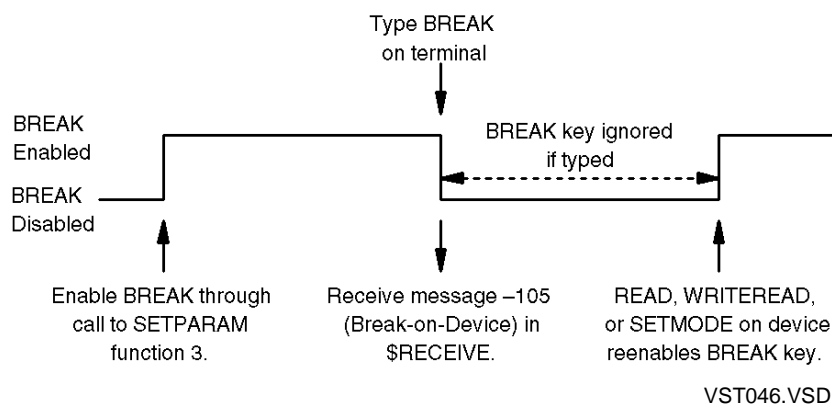 Type BREAK
on terminal
BREAK
Enabled
BREAK key ignored
if typed
BREAK
Disabled
Enable BREAK through
call to SETPARAM
function 3.
Receive message –105
(Break-on-Device) in
$RECEIVE.
READ, WRITEREAD,
or SETMODE on device
reenables BREAK key.
VST046.VSD